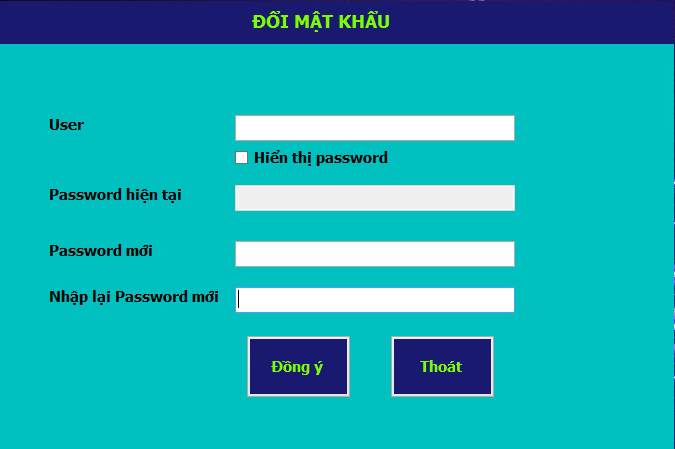 ĐỔI MẬT KHẨU
User
Hiển thị password
Password hiện tại
Password mới
Nhập lại Password mới
Đồng ý
Thoát